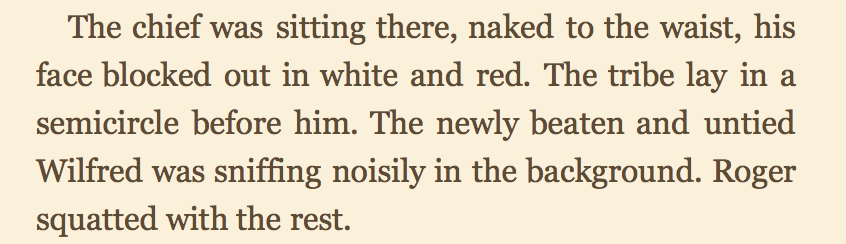 The chief was sitting there, naked to the waist, his
face blocked out in white and red. The tribe lay in a
semicircle before him. The newly beaten and untied
Wilfred was sniffing noisily in the background. Roger
squatted with the rest.